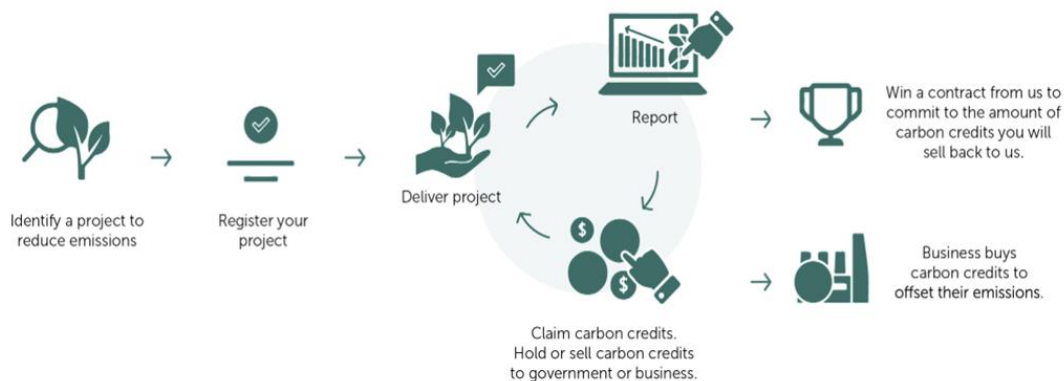 Identify a project to
reduce emissions
Register your
project
Deliver project
Report
$
$
Claim carbon credits.
Hold or sell carbon credits
to government or business.
Win a contract from us to
commit to the amount of
carbon credits you will
sell back to us.
Business buys
carbon credits to
offset their emissions.